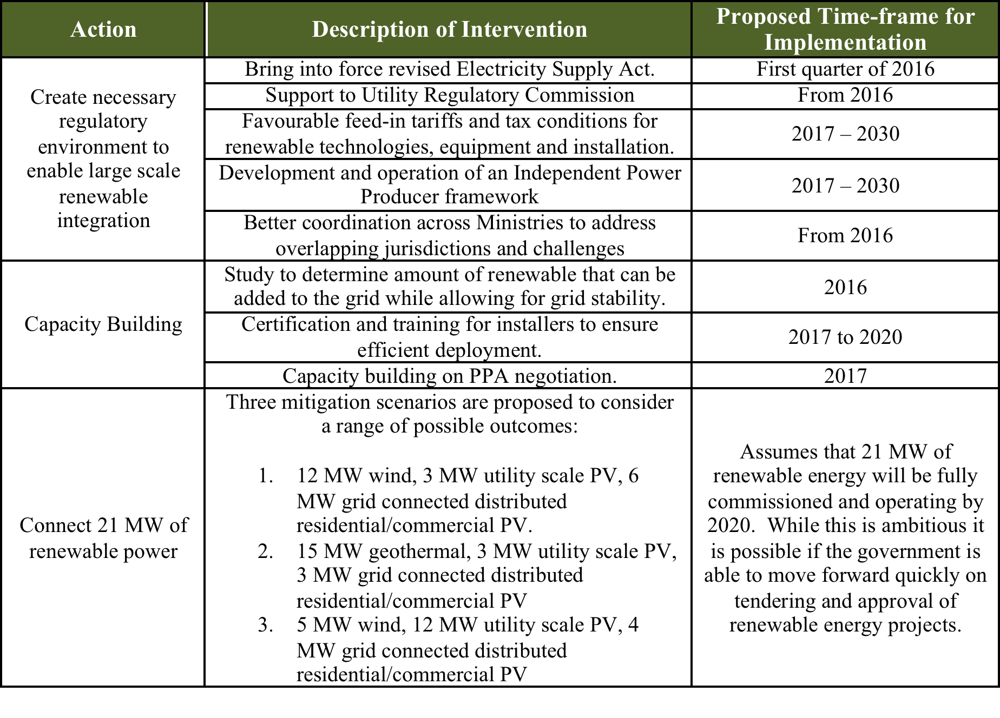 Action
Description of Intervention
Proposed Time-frame for
Implementation
Create necessary
regulatory
environment to
enable large scale
renewable
integration
Bring into force revised Electricity Supply Act.
First quarter of 2016
Support to Utility Regulatory Commission
From 2016
Favourable feed-in tariffs and tax conditions for
renewable technologies, equipment and installation.
2017 – 2030
Development and operation of an Independent Power
Producer framework
2017 – 2030
Better coordination across Ministries to address
overlapping jurisdictions and challenges
From 2016
Capacity Building
Study to determine amount of renewable that can be
added to the grid while allowing for grid stability.
2016
Certification and training for installers to ensure
efficient deployment.
2017 to 2020
Capacity building on PPA negotiation.
2017
Connect 21 MW of
renewable power
Three mitigation scenarios are proposed to consider
a range of possible outcomes:
1. 12 MW wind, 3 MW utility scale PV, 6
MW grid connected distributed
residential/commercial PV.
2. 15 MW geothermal, 3 MW utility scale PV,
3 MW grid connected distributed
residential/commercial PV
3. 5 MW wind, 12 MW utility scale PV, 4
MW grid connected distributed
residential/commercial PV
Assumes that 21 MW of
renewable energy will be fully
commissioned and operating by
2020. While this is ambitious it
is possible if the government is
able to move forward quickly on
tendering and approval of
renewable energy projects.